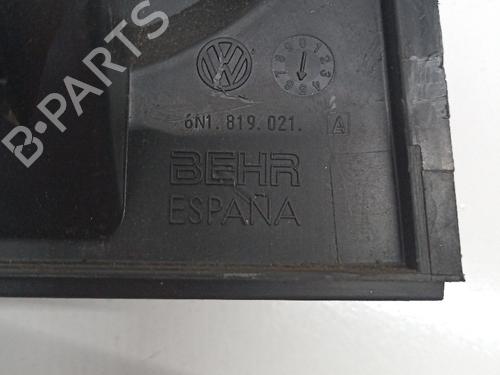 6N1. 819. 021. A
BEHR
ESPAÑA
B-PARTS